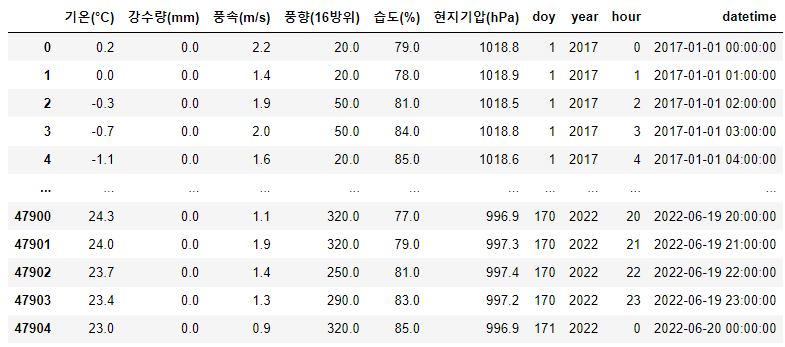 기온(°C) 강수량(mm) 풍속(m/s) 풍향(16방위) 습도(%) 현지기압(hPa) doy year hour datetime
0 0.2 0.0 2.2 20.0 79.0 1018.8 1 2017 0 2017-01-01 00:00:00
1 0.0 0.0 1.4 20.0 78.0 1018.9 1 2017 1 2017-01-01 01:00:00
2 -0.3 0.0 1.9 50.0 81.0 1018.5 1 2017 2 2017-01-01 02:00:00
3 -0.7 0.0 2.0 50.0 84.0 1018.8 1 2017 3 2017-01-01 03:00:00
4 -1.1 0.0 1.6 20.0 85.0 1018.6 1 2017 4 2017-01-01 04:00:00
... ... ... ... ... ... ... ... ... ... ...
47900 24.3 0.0 1.1 320.0 77.0 996.9 170 2022 20 2022-06-19 20:00:00
47901 24.0 0.0 1.9 320.0 79.0 997.3 170 2022 21 2022-06-19 21:00:00
47902 23.7 0.0 1.4 250.0 81.0 997.4 170 2022 22 2022-06-19 22:00:00
47903 23.4 0.0 1.3 290.0 83.0 997.2 170 2022 23 2022-06-19 23:00:00
47904 23.0 0.0 0.9 320.0 85.0 996.9 171 2022 0 2022-06-20 00:00:00